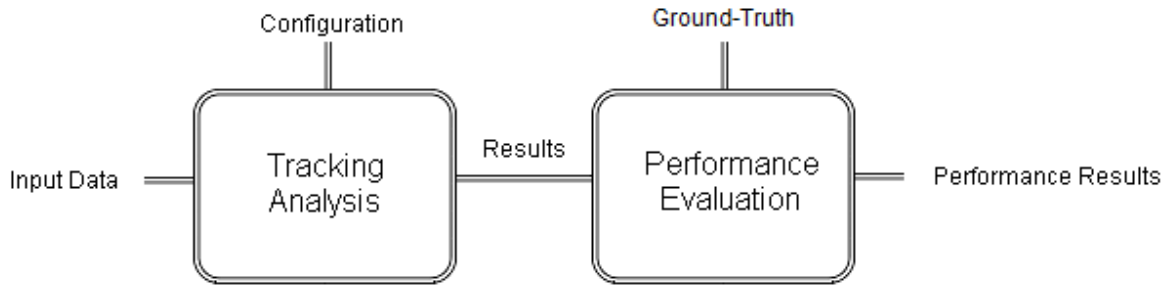 Configuration
Ground-Truth
Input Data
Tracking
Analysis
Results
Performance
Evaluation
Performance Results